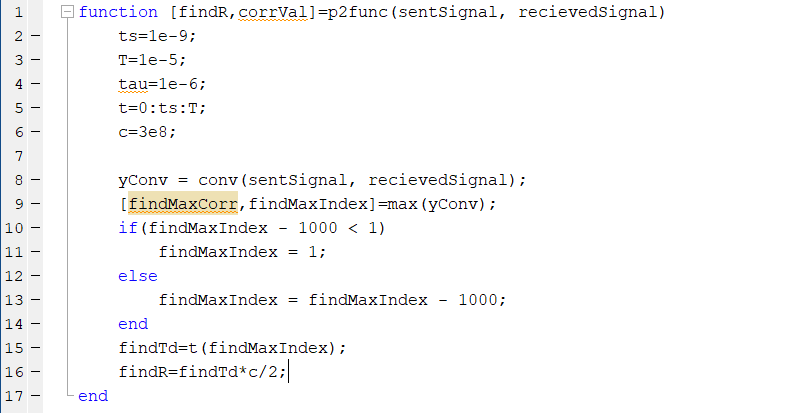 1 function [findR,corrVal]=p2func(sentSignal, recievedSignal)
2 — ts=1e-9;
3 — T=1e-5;
4 — tau=1e-6;
5 — t=0:ts:T;
6 — c=3e8;
7
8 — yConv = conv(sentSignal, recievedSignal);
9 — [findMaxCorr,findMaxIndex]=max(yConv);
10 — if(findMaxIndex - 1000 < 1)
11 — findMaxIndex = 1;
12 — else
13 — findMaxIndex = findMaxIndex - 1000;
14 — end
15 — findTd=t(findMaxIndex);
16 — findR=findTd*c/2;
17 — end